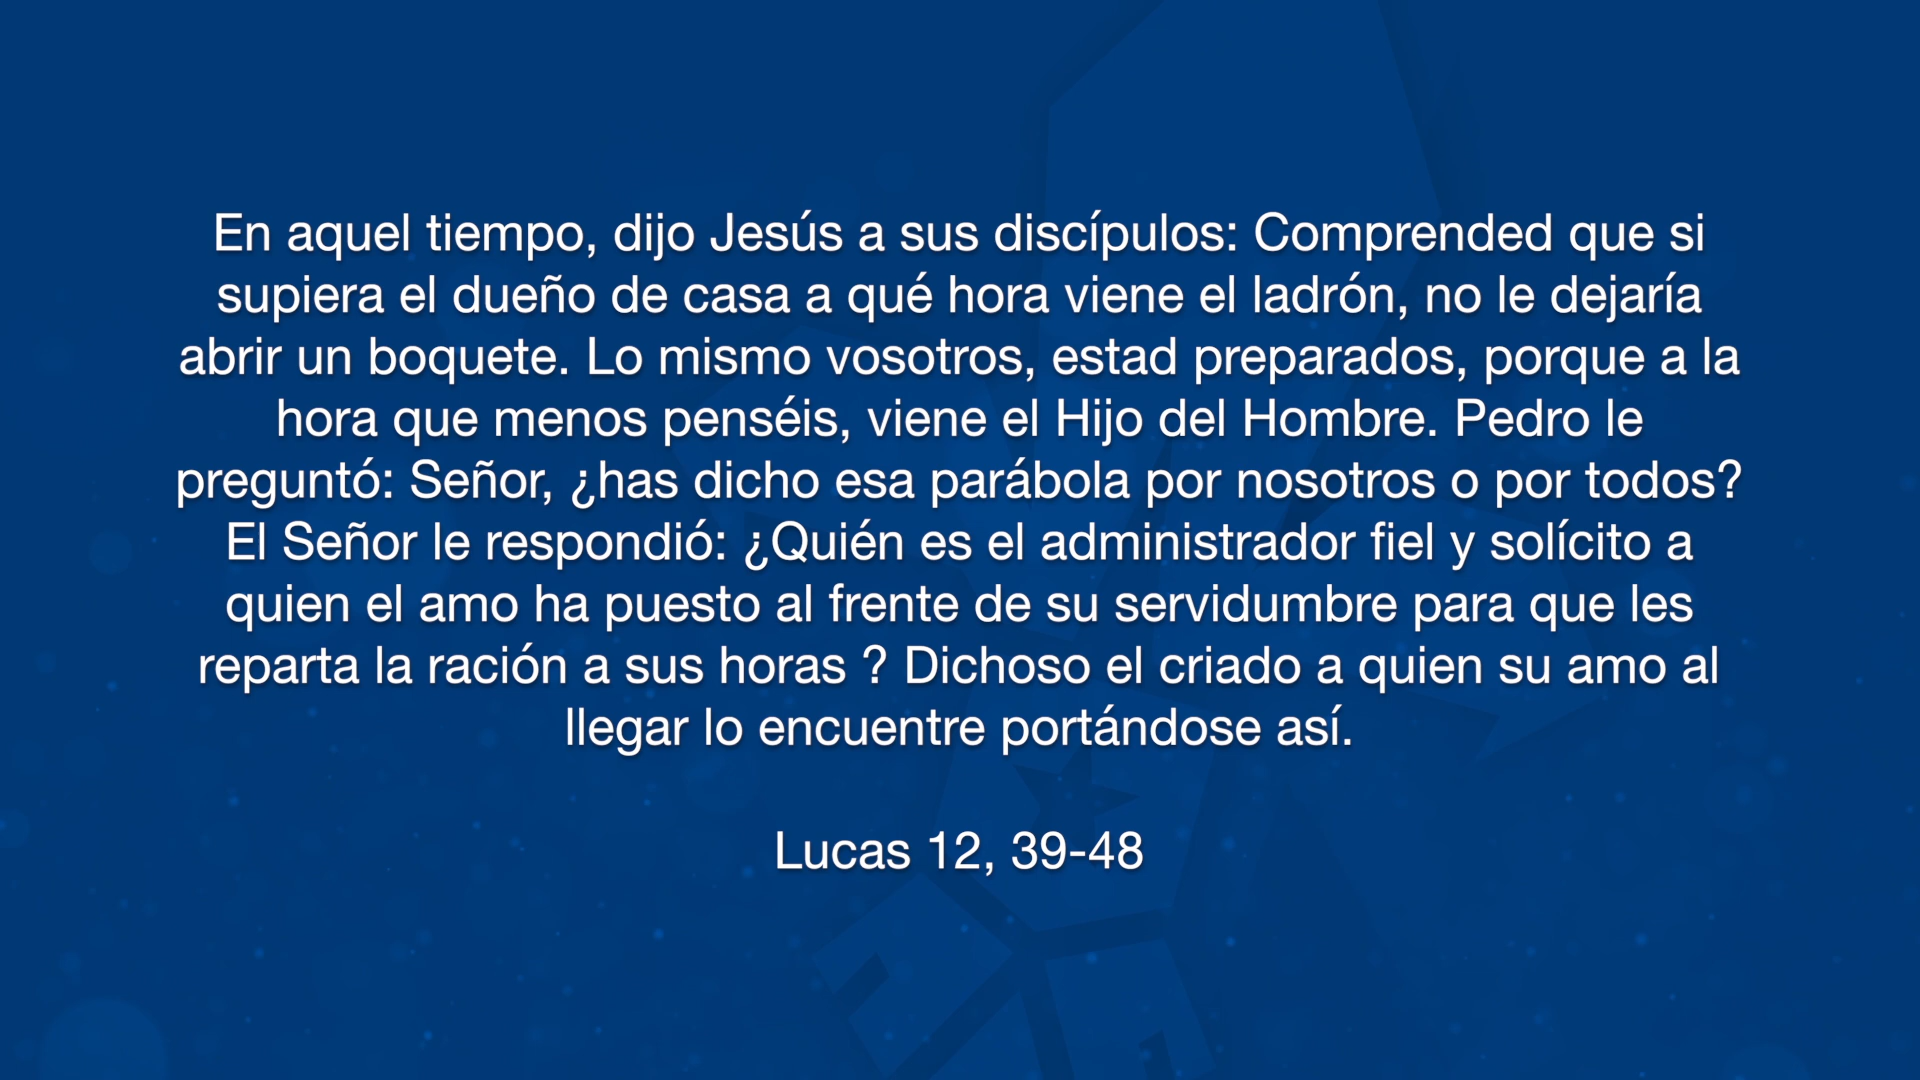 En aquel tiempo, dijo Jesús a sus discípulos: Comprended que si
supiera el dueño de casa a qué hora viene el ladrón, no le dejaría
abrir un boquete. Lo mismo vosotros, estad preparados, porque a la
hora que menos penséis, viene el Hijo del Hombre. Pedro le
preguntó: Señor, ¿has dicho esa parábola por nosotros o por todos?
El Señor le respondió: ¿Quién es el administrador fiel y solícito a
quien el amo ha puesto al frente de su servidumbre para que les
reparta la ración a sus horas ? Dichoso el criado a quien su amo al
llegar lo encuentre portándose así.
Lucas 12, 39-48